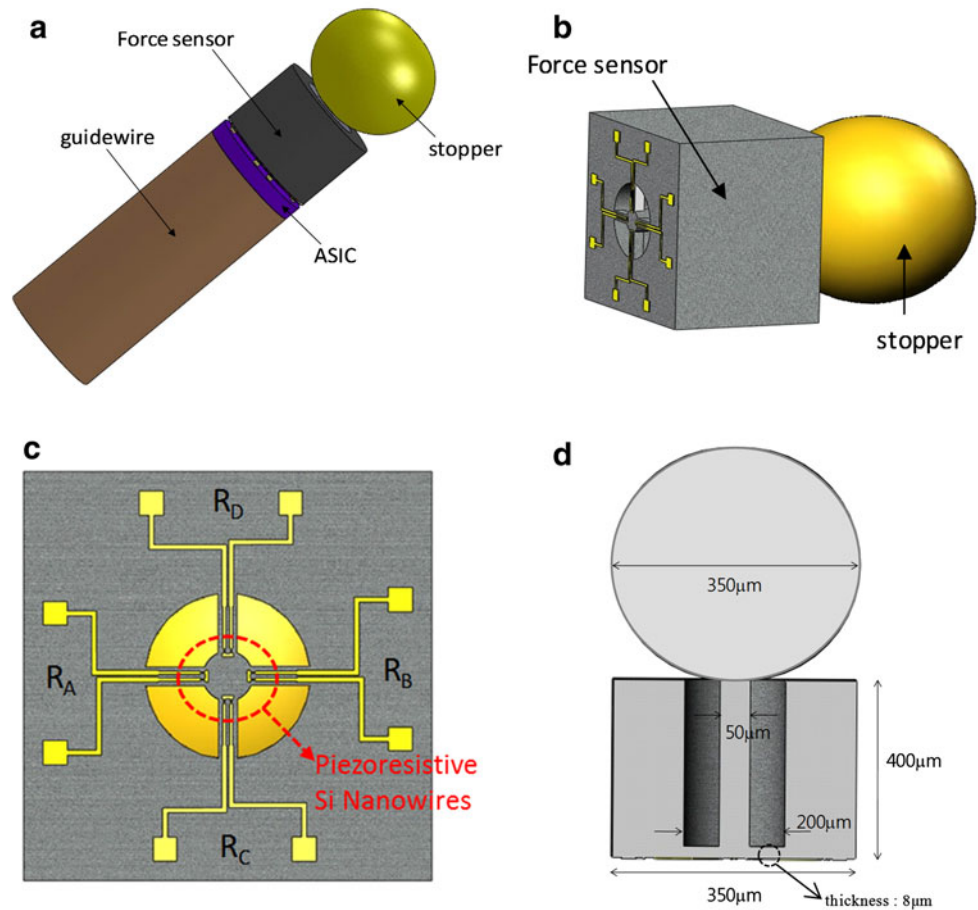 a
Force sensor
guidewire
stopper
ASIC
b
Force sensor
stopper
c
R_D
R_A
R_B
Piezoresistive
Si Nanowires
R_C
d
350μm
50μm
400μm
200μm
350μm
thickness : 8μm